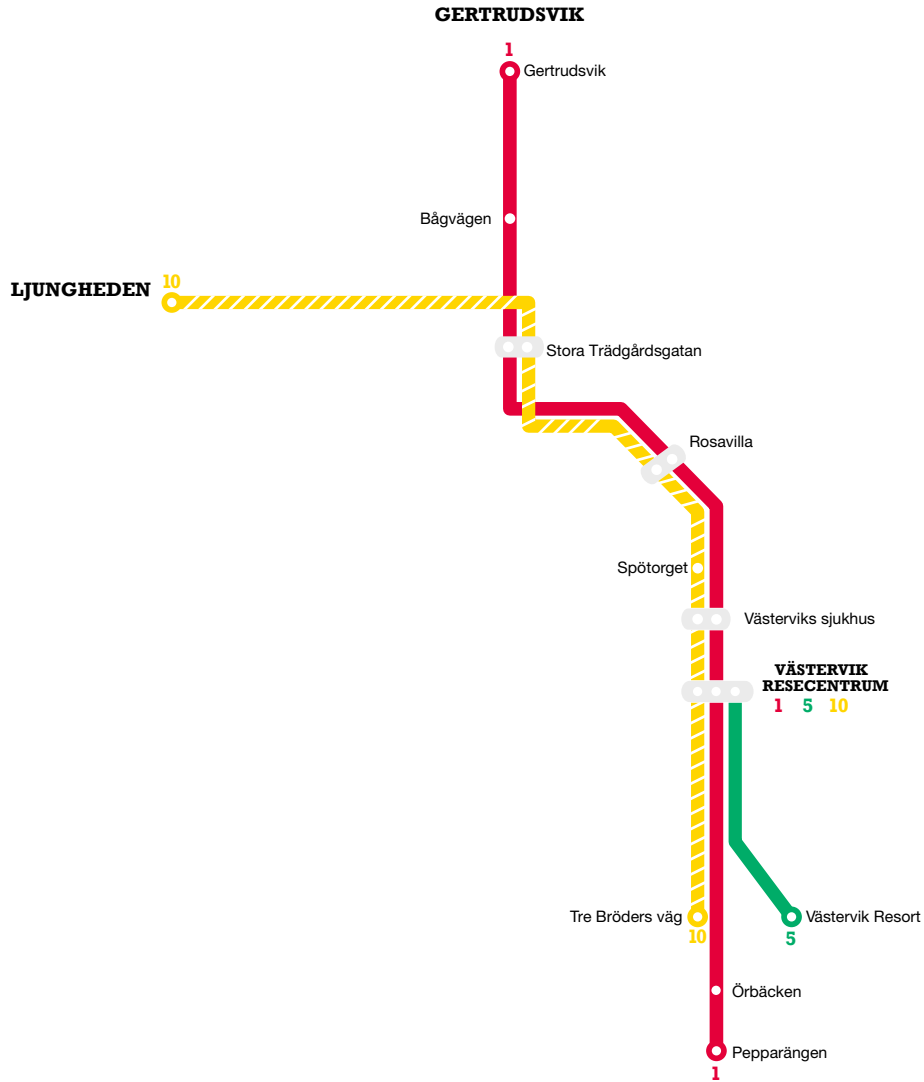 GERTRUDSVIK
1
Gertrudsvik
Bågvägen
LJUNGHEDEN
10
Stora Trädgårdsgatan
Rosavilla
Spötorget
Västerviks sjukhus
VÄSTERVIK
RESECENTRUM
1 5 10
Tre Bröders väg
10
Västervik Resort
5
Örbäcken
Pepparängen
1